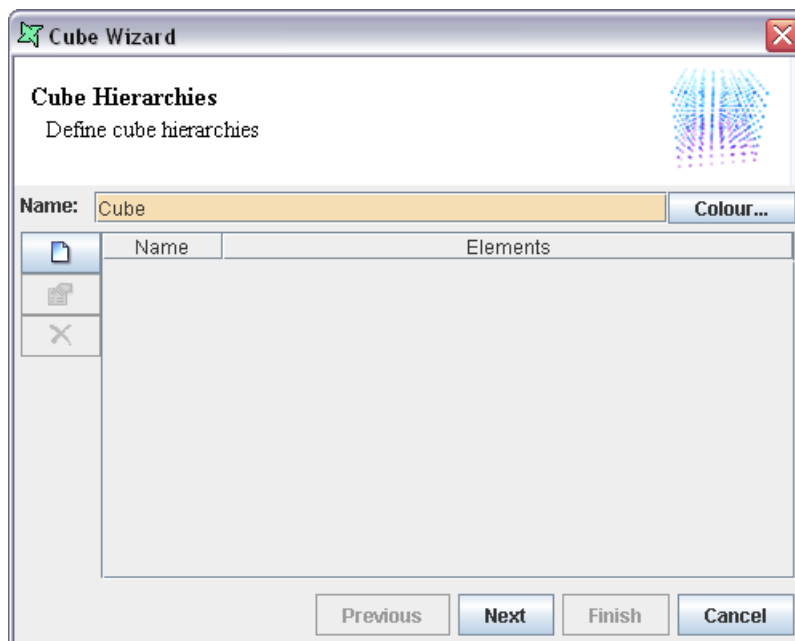 Cube Wizard
Cube Hierarchies
Define cube hierarchies
Name: Cube Colour...
Name Elements
Previous Next Finish Cancel